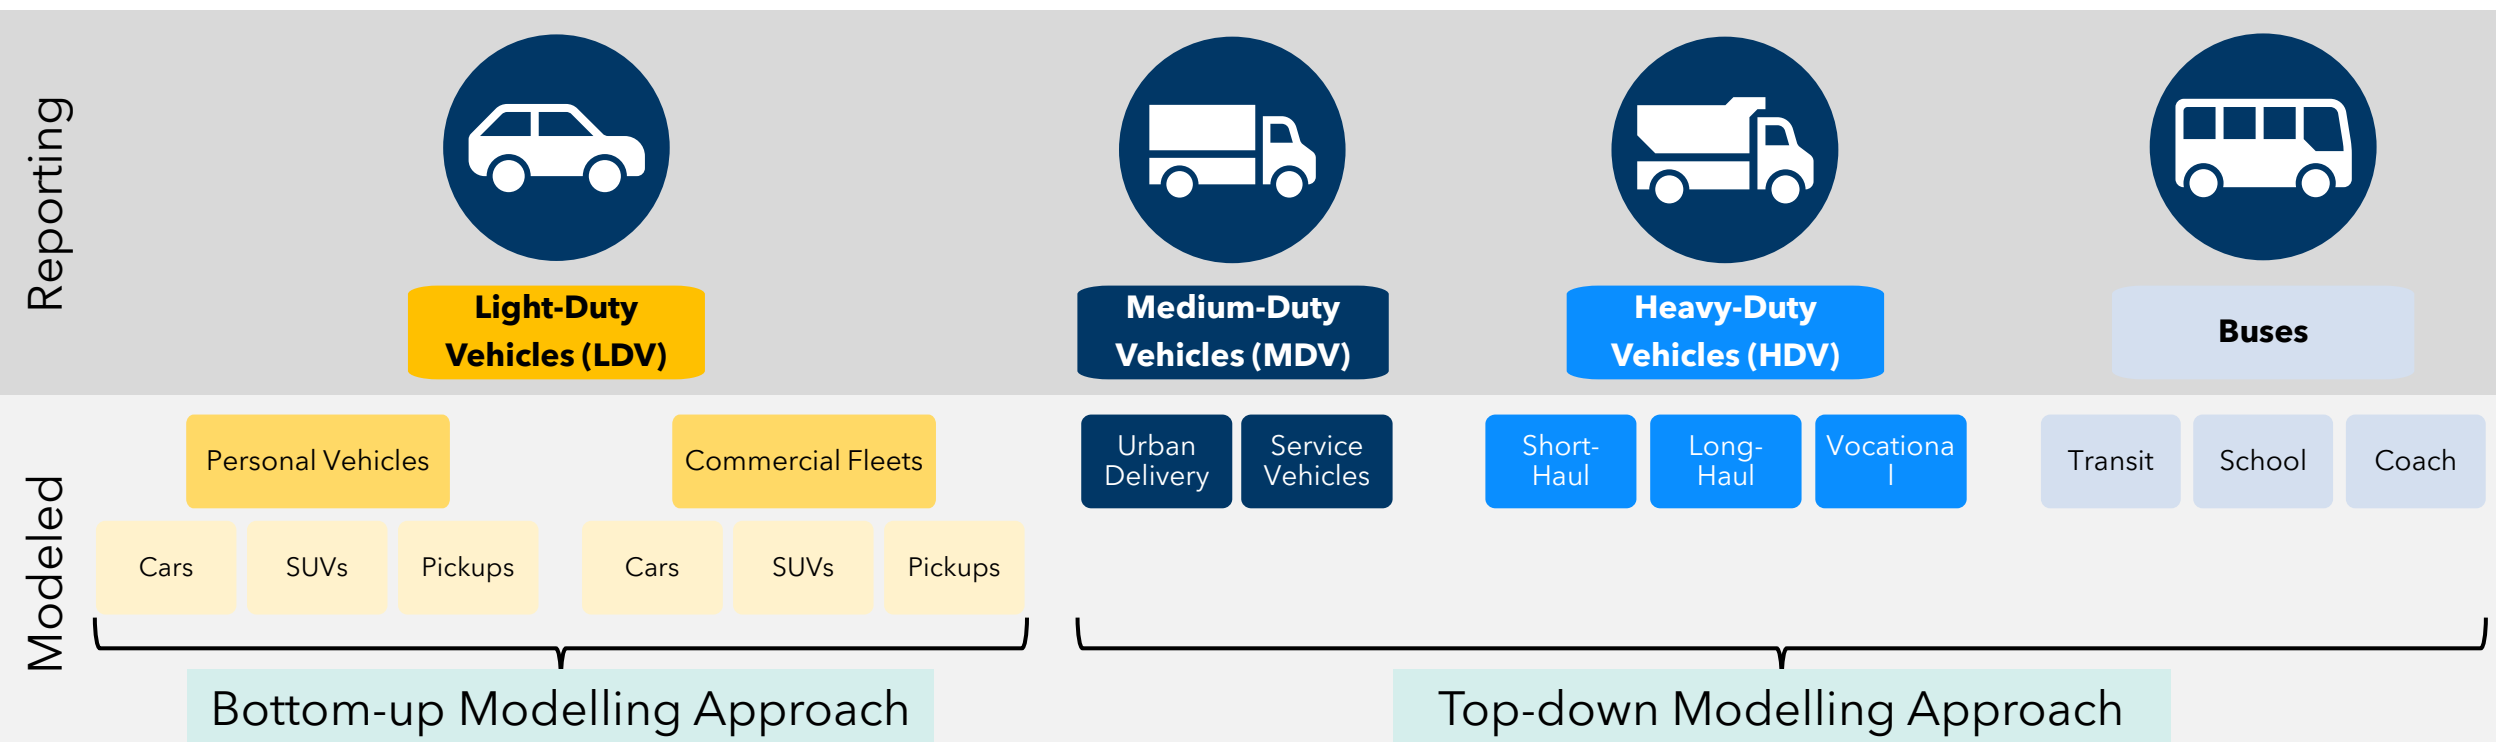 Reporting
Light-Duty
Vehicles (LDV)
Medium-Duty
Vehicles (MDV)
Heavy-Duty
Vehicles (HDV)
Buses
Modeled
Personal Vehicles
Commercial Fleets
Urban
Delivery
Service
Vehicles
Short-
Haul
Long-
Haul
Vocationa
l
Transit
School
Coach
Cars
SUVs
Pickups
Cars
SUVs
Pickups
Bottom-up Modelling Approach
Top-down Modelling Approach